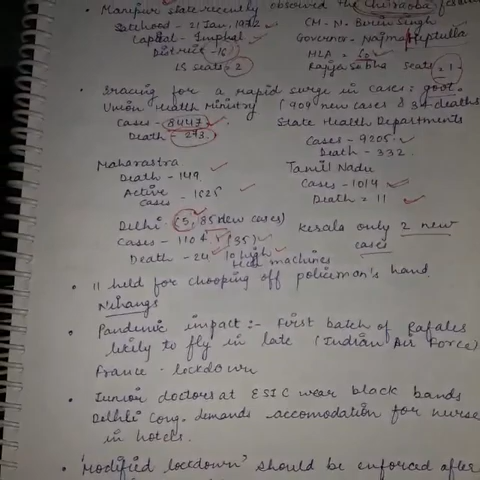 Manipur state recently observed the Cheiraoba festival
Statehood - 21 Jan, 1972
CM - N. Biren Singh
Capital - Imphal
Governor - Najma Heptulla
District - 16
MLA = 60
LS seats = 2
Rajya Sabha seats = 1
Bracing for a rapid surge in cases: govt.
Union Health Ministry (909 new cases & 34 deaths
Cases - 8447
Death - 273
State Health Departments
Cases - 9205
Death - 332
Maharastra
Death - 149
Active - 1625
cases
Tamil Nadu
Cases - 1014
Death = 11
Delhi (5, 85 new cases)
Cases - 110
Death - 24
(35)
10 high
machines
Kerala only 2 new
cases
• 11 held for chopping off policeman's hand.
Nihangs
• Pandemic impact :- First batch of Rafales
likely to fly in late (Indian Air Force)
France - lockdown
• Junior doctors at ESIC wear black bands
Delhi Cong. demands accomodation for nurse
in hotels.
• 'Modified lockdown' should be enforced after